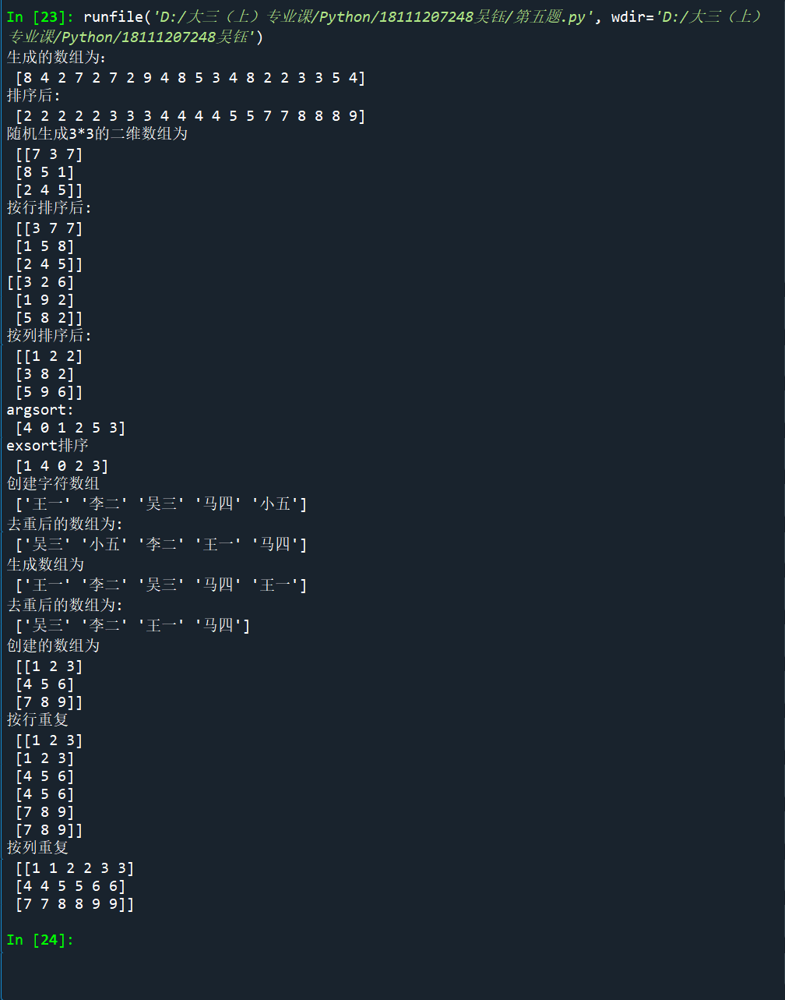 In [23]: runfile('D:/大三（上）专业课/Python/18111207248吴钰/第五题.py', wdir='D:/大三（上）
专业课/Python/18111207248吴钰')
生成的数组为:
[8 4 2 7 2 7 2 9 4 8 5 3 4 8 2 2 3 3 5 4]
排序后:
[2 2 2 2 2 3 3 3 4 4 4 4 5 5 7 7 8 8 8 9]
随机生成3*3的二维数组为
[[7 3 7]
[8 5 1]
[2 4 5]]
按行排序后:
[[3 7 7]
[1 5 8]
[2 4 5]]
[[3 2 6]
[1 9 2]
[5 8 2]]
按列排序后:
[[1 2 2]
[3 8 2]
[5 9 6]]
argsort:
[4 0 1 2 5 3]
exsort排序
[1 4 0 2 3]
创建字符数组
['王一' '李二' '吴三' '马四' '小五']
去重后的数组为:
['吴三' '小五' '李二' '王一' '马四']
生成数组为
['王一' '李二' '吴三' '马四' '王一']
去重后的数组为:
['吴三' '李二' '王一' '马四']
创建的数组为
[[1 2 3]
[4 5 6]
[7 8 9]]
按行重复
[[1 2 3]
[1 2 3]
[4 5 6]
[4 5 6]
[7 8 9]
[7 8 9]]
按列重复
[[1 1 2 2 3 3]
[4 4 5 5 6 6]
[7 7 8 8 9 9]]
In [24]: